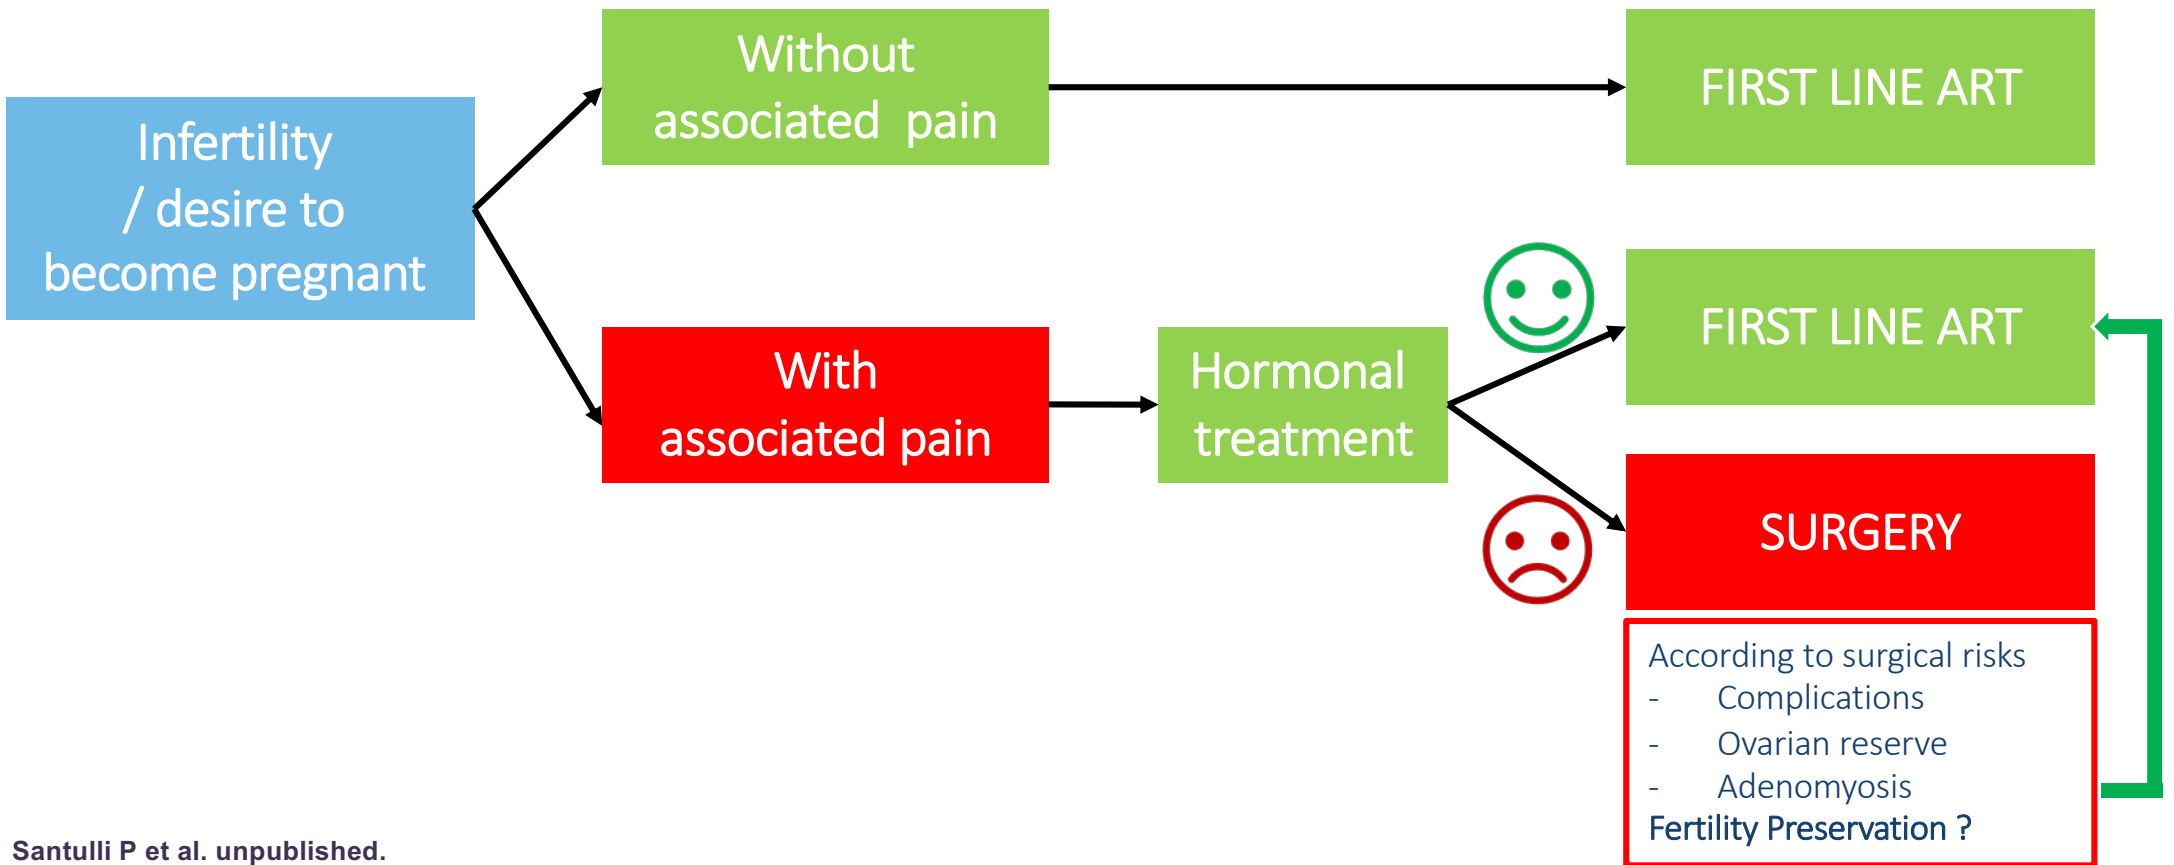 Infertility
/ desire to
become pregnant
Without
associated pain
FIRST LINE ART
With
associated pain
Hormonal
treatment
FIRST LINE ART
SURGERY
According to surgical risks
- Complications
- Ovarian reserve
- Adenomyosis
Fertility Preservation ?
Santulli P et al. unpublished.